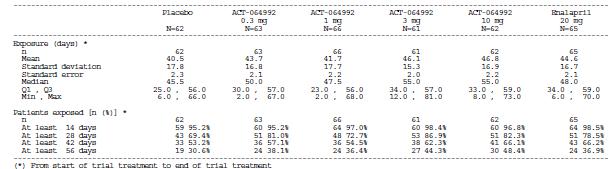 Placebo ACT-064992 ACT-064992 ACT-064992 ACT-064992 Enalapril
0.3 mg 1 mg 3 mg 10 mg 20 mg
N=62 N=63 N=66 N=61 N=62 N=65
Exposure (days) *
n 62 63 66 61 62 65
Mean 40.5 43.7 41.7 46.1 46.8 44.6
Standard deviation 17.8 16.8 17.7 15.3 16.9 16.7
Standard error 2.3 2.1 2.2 2.0 2.2 2.1
Median 45.5 50.0 47.5 55.0 55.0 48.0
Q1 , Q3 25.0 , 56.0 30.0 , 57.0 23.0 , 56.0 34.0 , 57.0 33.0 , 59.0 34.0 , 59.0
Min , Max 6.0 , 66.0 2.0 , 67.0 2.0 , 68.0 12.0 , 81.0 8.0 , 73.0 6.0 , 70.0
Patients exposed [n (%)] *
n 62 63 66 61 62 65
At least 14 days 59 95.2% 60 95.2% 64 97.0% 60 98.4% 60 96.8% 64 98.5%
At least 28 days 43 69.4% 51 81.0% 48 72.7% 53 86.9% 51 82.3% 51 78.5%
At least 42 days 33 53.2% 36 57.1% 36 54.5% 38 62.3% 41 66.1% 43 66.2%
At least 56 days 19 30.6% 24 38.1% 24 36.4% 27 44.3% 30 48.4% 24 36.9%
(*) From start of trial treatment to end of trial treatment